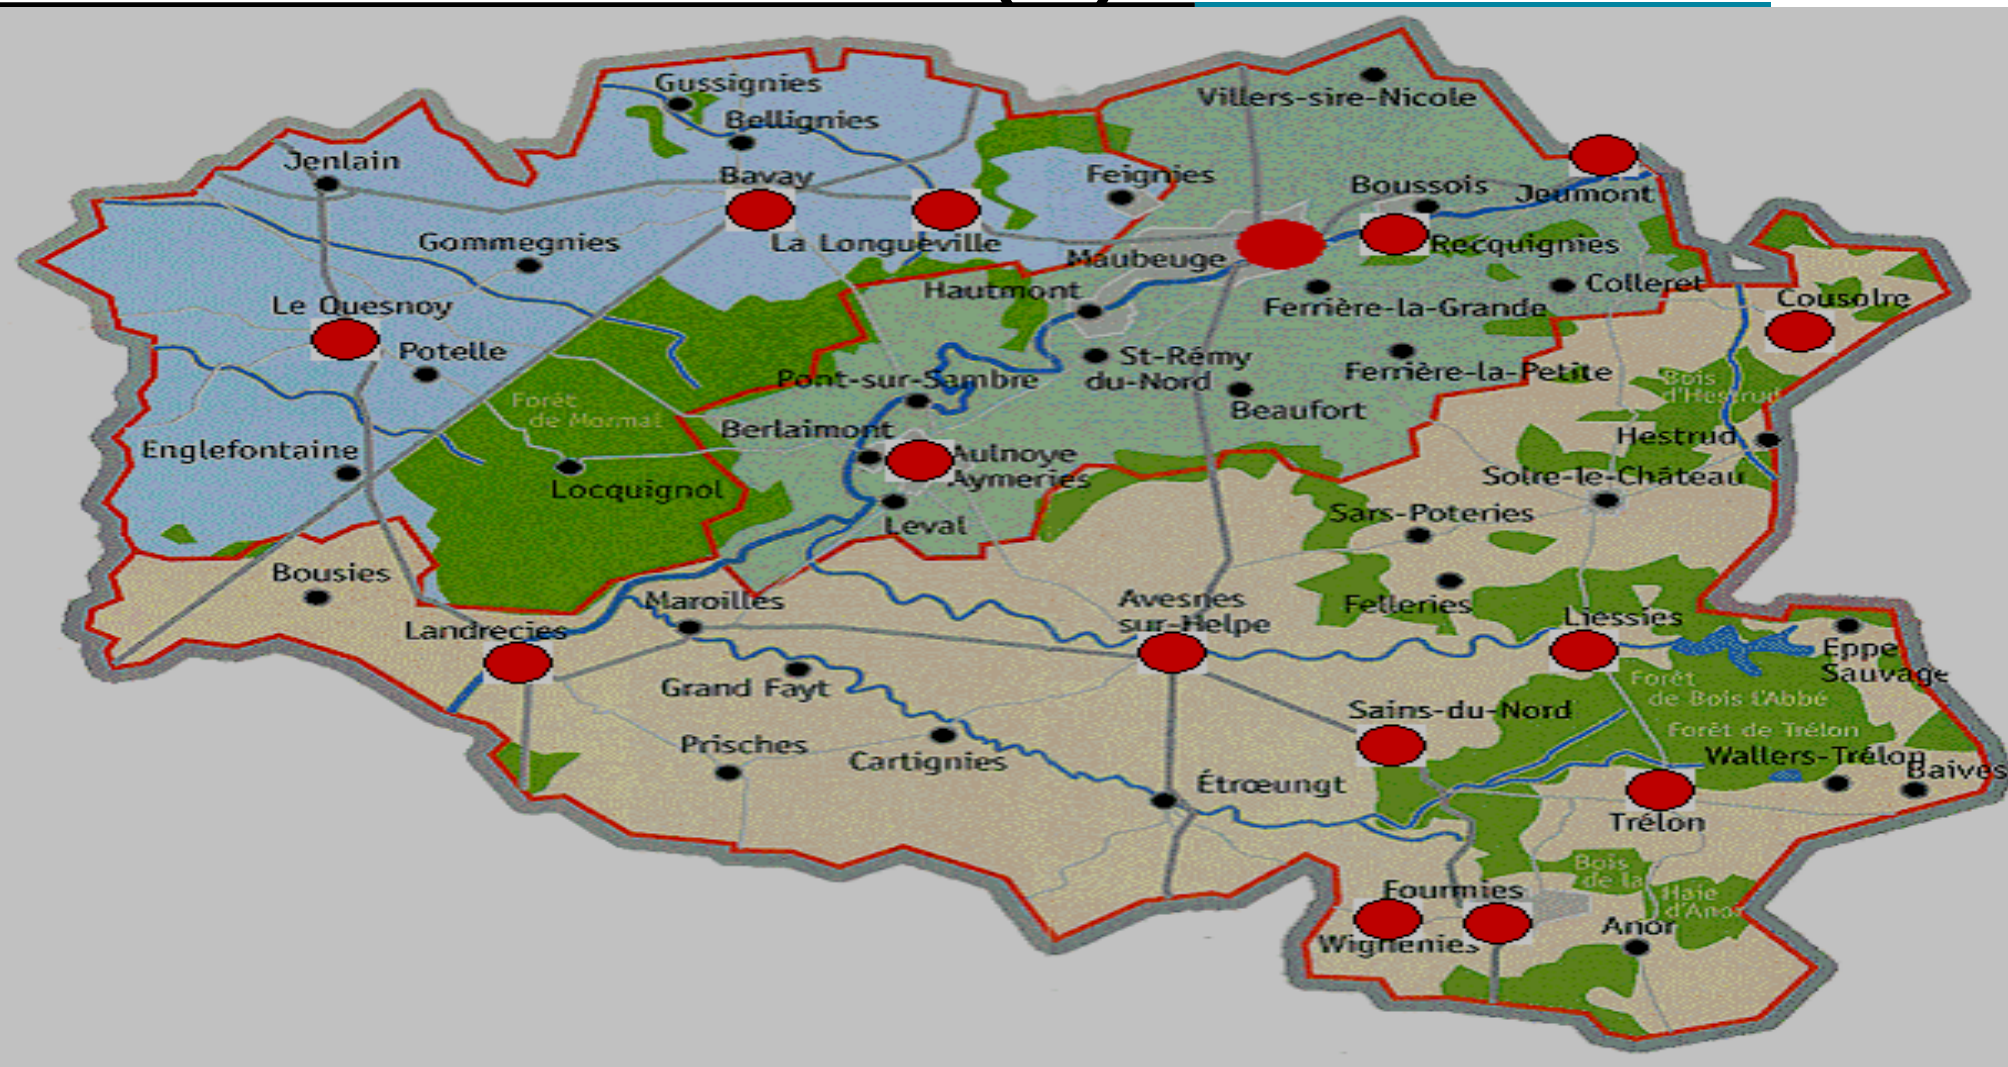 Gussignies
Villers-sire-Nicole
Bellignies
Jenlain
Bavay
Feignies
Boussois
Jeumont
Gommegnies
La Longueville
Recquignies
Maubeuge
Hautmont
Colleret
Cousolre
Le Quesnoy
Ferrière-la-Grande
Potelle
St-Rémy
du-Nord
Pont-sur-Sambre
Ferrière-la-Petite
Bois
d'Hestrud
Forêt
de Mormal
Beaufort
Berlaimont
Hestrud
Englefontaine
Aulnoye
Aymeries
Solre-le-Château
Locquignol
Leval
Sars-Poteries
Bousies
Maroilles
Avesnes
sur-Helpe
Felleries
Liessies
Landrecies
Eppe
Sauvage
Grand Fayt
Forêt
de Bois l'Abbé
Sains-du-Nord
Forêt de Trélon
Prisches
Cartignies
Wallers-Trélon
Baives
Étrœungt
Trélon
Bois
de la
Haie
d'Anor
Fourmies
Anor
Wignehies